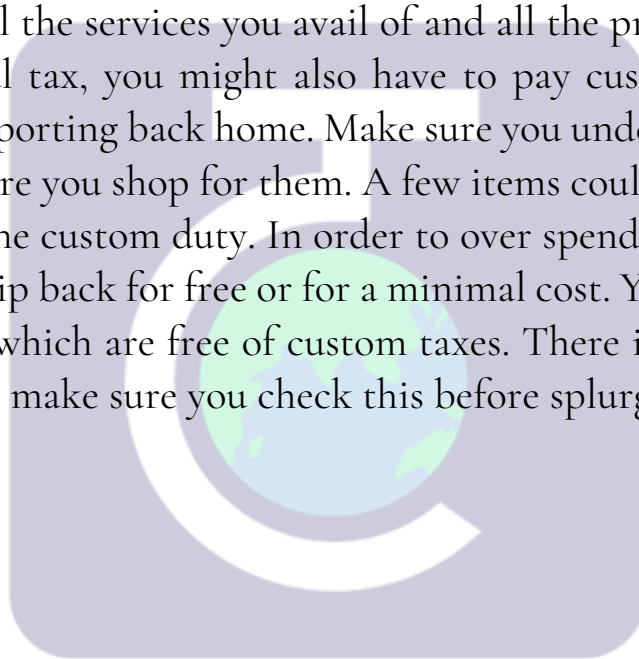 l the services you avail of and all the pr
l tax, you might also have to pay cus
porting back home. Make sure you unde
re you shop for them. A few items coul
ne custom duty. In order to over spend
ip back for free or for a minimal cost. Y
which are free of custom taxes. There i
make sure you check this before splurg